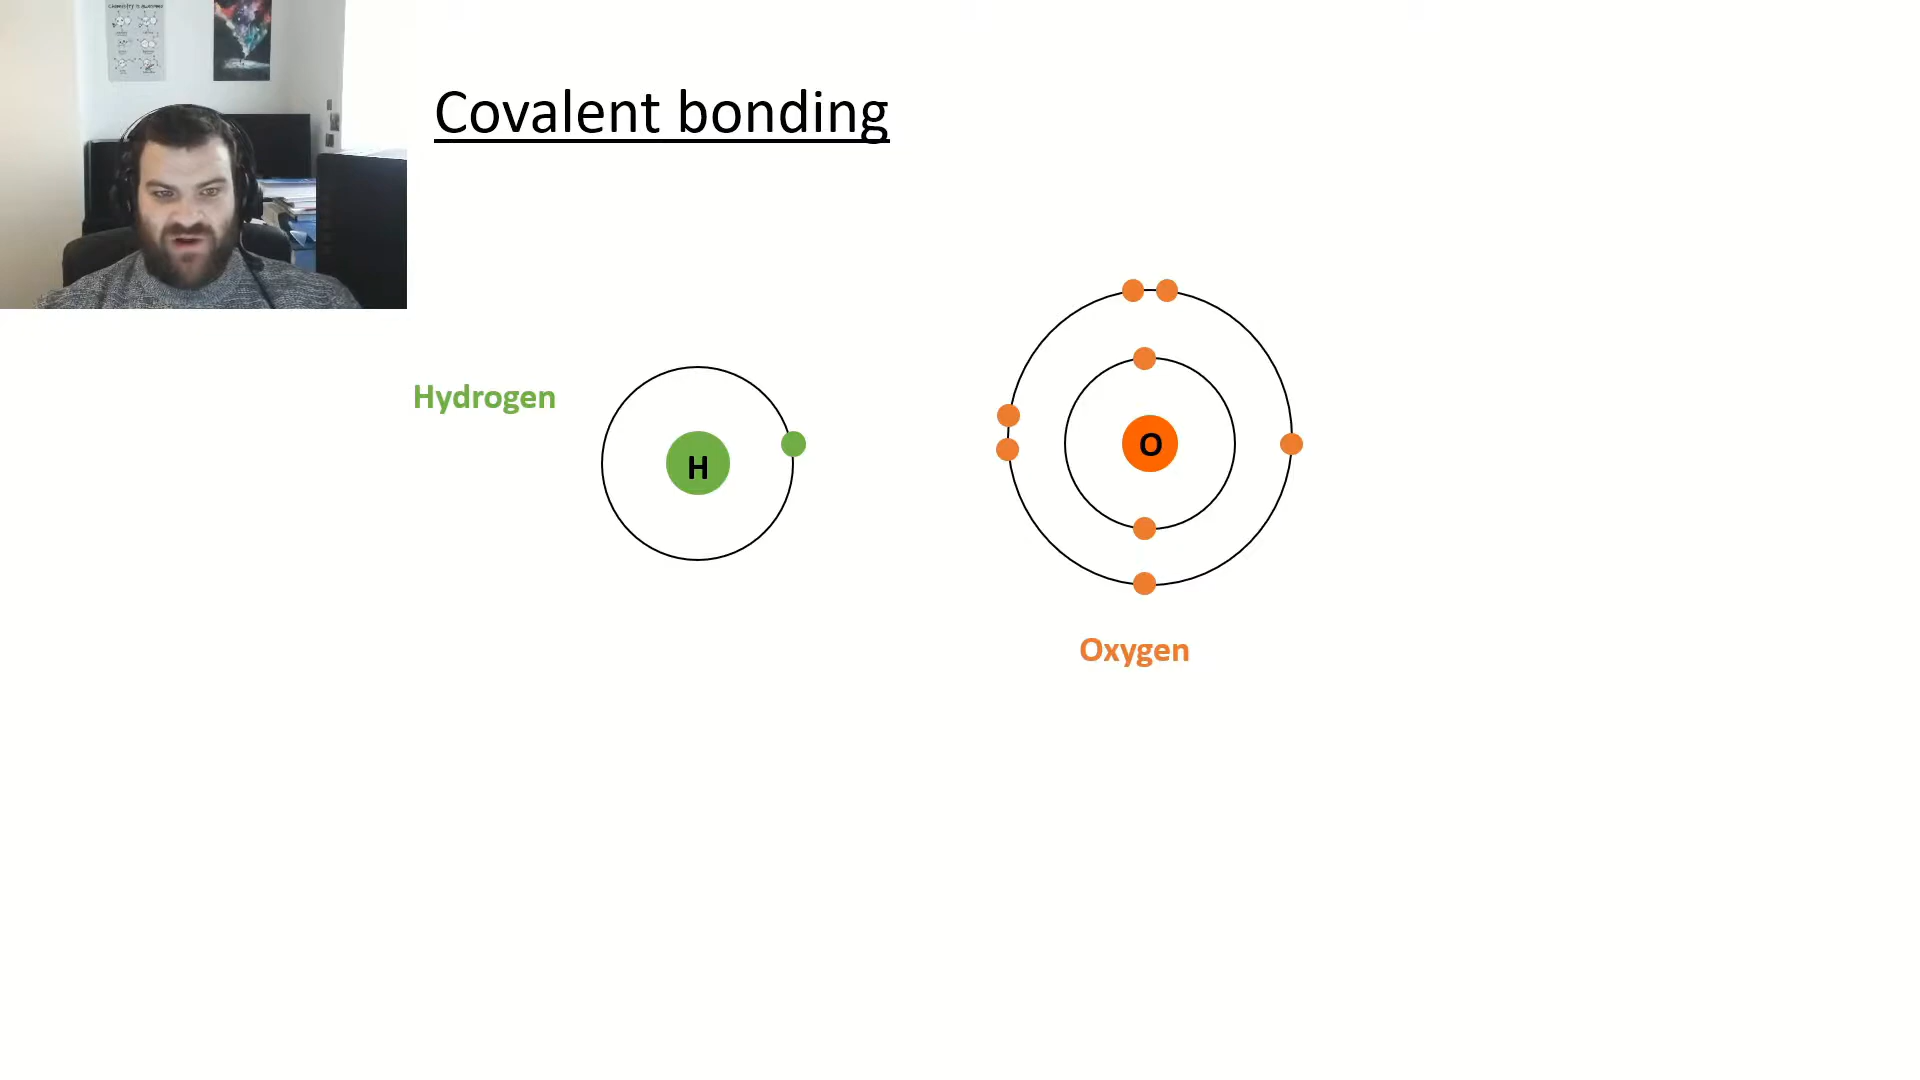 Covalent bonding
Hydrogen
H
O
Oxygen